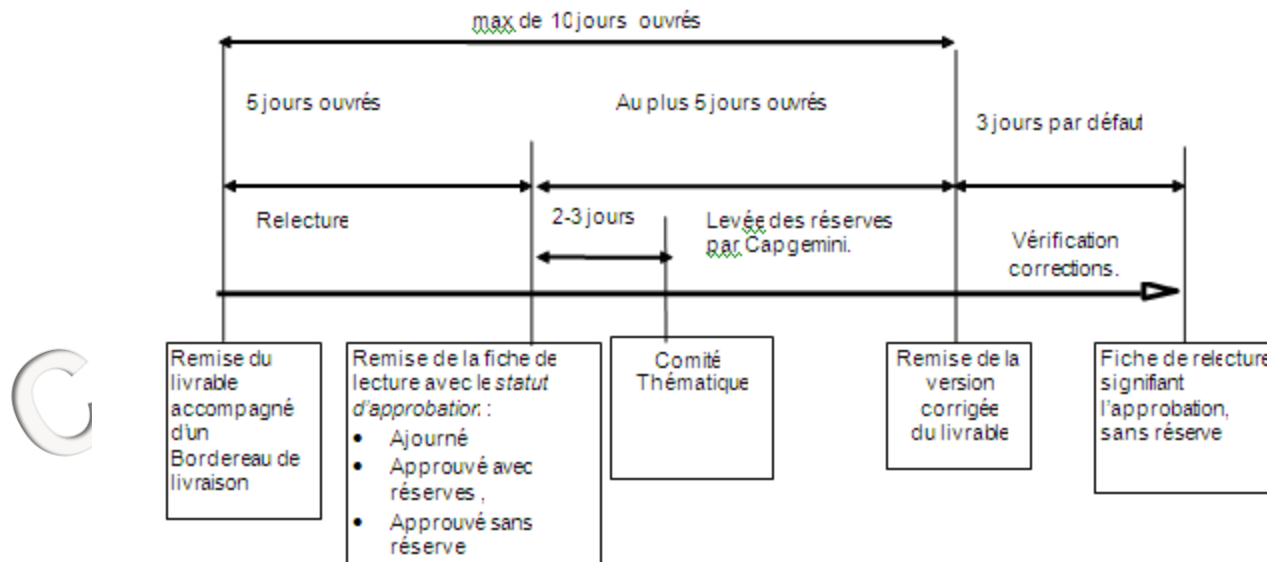 max de 10 jours ouvrés
5 jours ouvrés
Au plus 5 jours ouvrés
3 jours par défaut
Relecture
2-3 jours
Levée des réserves
par Capgemini.
Vérification
corrections.
Remise du
livrable
accompagné
d'un
Bordereau de
livraison
Remise de la fiche de
lecture avec le statut
d'approbation :
• Ajourné
• Approuvé avec
réserves ,
• Approuvé sans
réserve
Comité
Thématique
Remise de la
version
corrigée
du livrable
Fiche de relecture
signifiant
l'approbation,
sans réserve
C